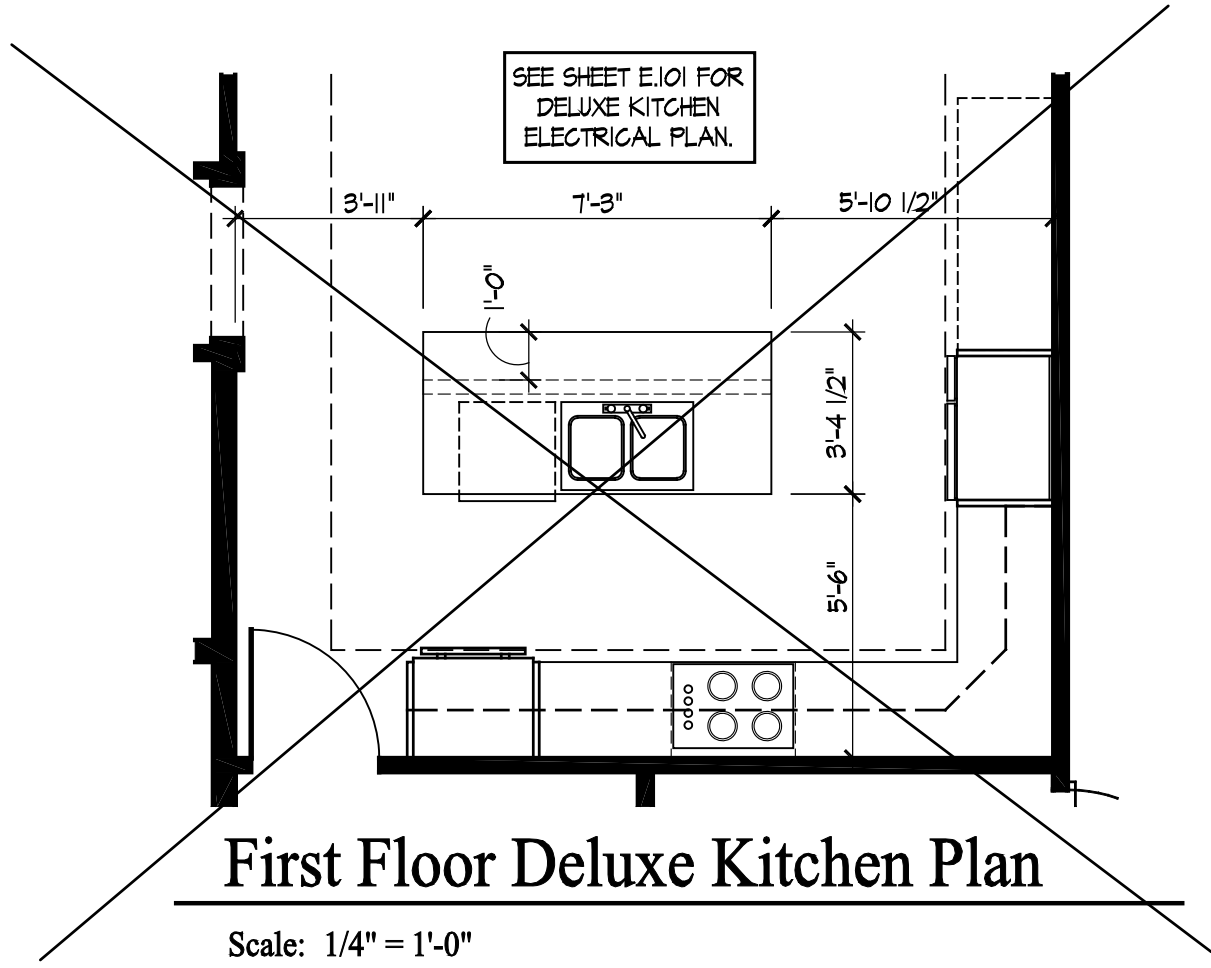 SEE SHEET E.101 FOR
DELUXE KITCHEN
ELECTRICAL PLAN.
3'-11"
7'-3"
5'-10 1/2"
1'-0"
3'-4 1/2"
5'-6"
First Floor Deluxe Kitchen Plan
Scale: 1/4" = 1'-0"